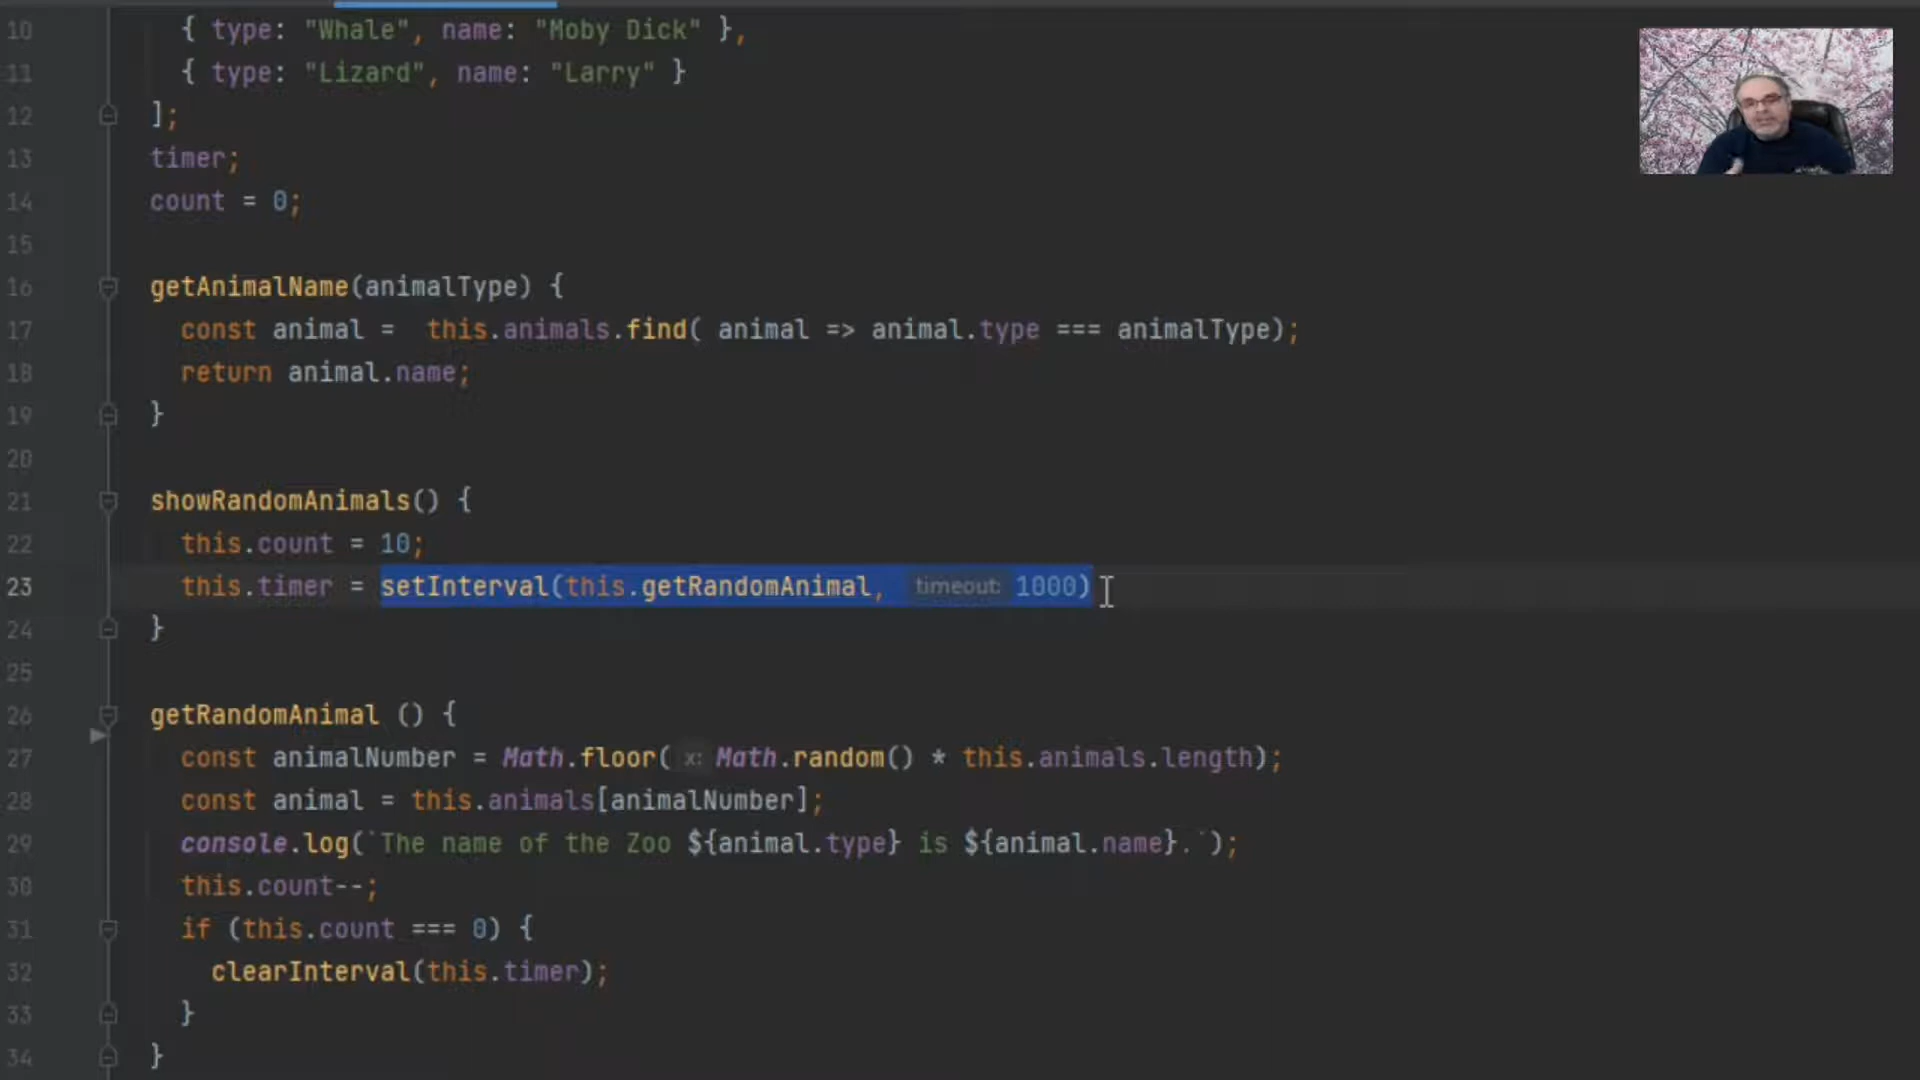 10 { type: "Whale", name: "Moby Dick" },
11 { type: "Lizard", name: "Larry" }
12 ];
13 timer;
14 count = 0;
15
16 getAnimalName(animalType) {
17 const animal =  this.animals.find( animal => animal.type === animalType);
18 return animal.name;
19 }
20
21 showRandomAnimals() {
22 this.count = 10;
23 this.timer = setInterval(this.getRandomAnimal, timeout: 1000)
24 }
25
26 getRandomAnimal () {
27 const animalNumber = Math.floor( x: Math.random() * this.animals.length);
28 const animal = this.animals[animalNumber];
29 console.log(`The name of the Zoo ${animal.type} is ${animal.name}.`);
30 this.count--;
31 if (this.count === 0) {
32 clearInterval(this.timer);
33 }
34 }